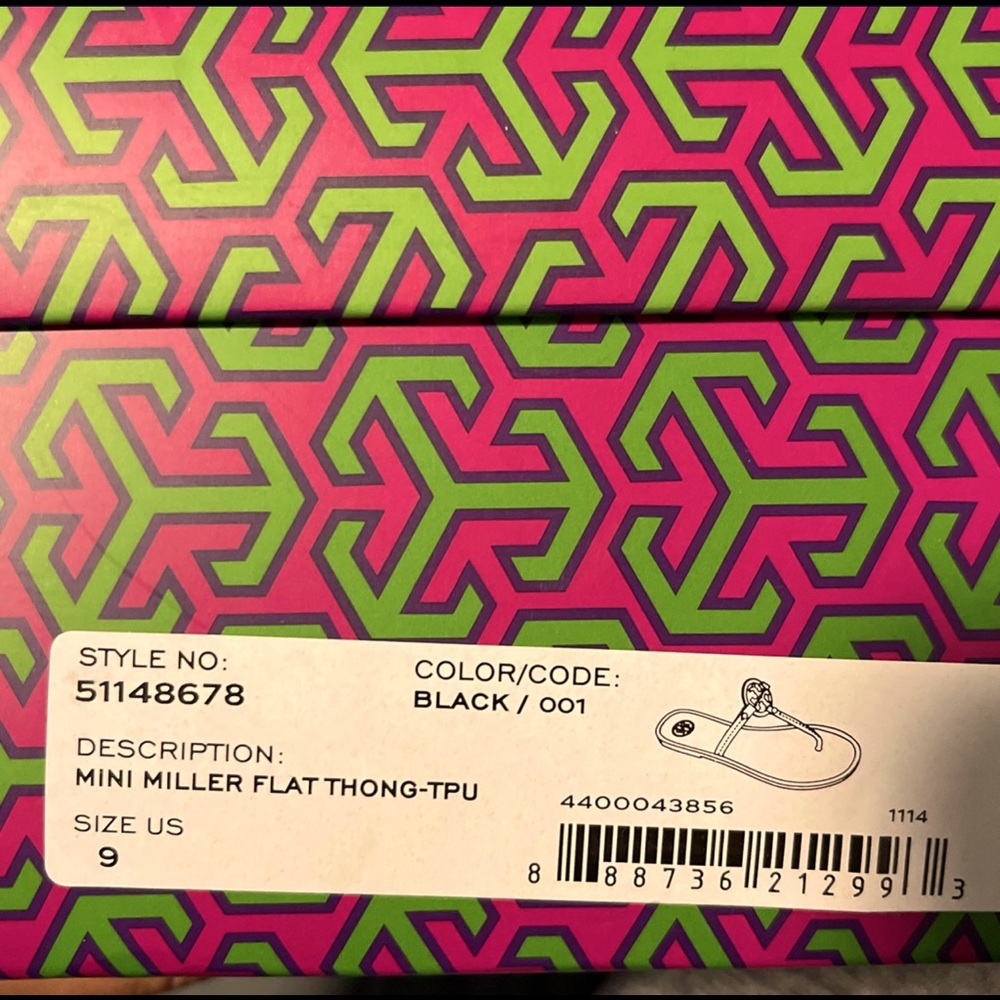 STYLE NO:
51148678
COLOR/CODE:
BLACK / 001
DESCRIPTION:
MINI MILLER FLAT THONG-TPU
SIZE US
9
4400043856
1114
8 88736 21299 3